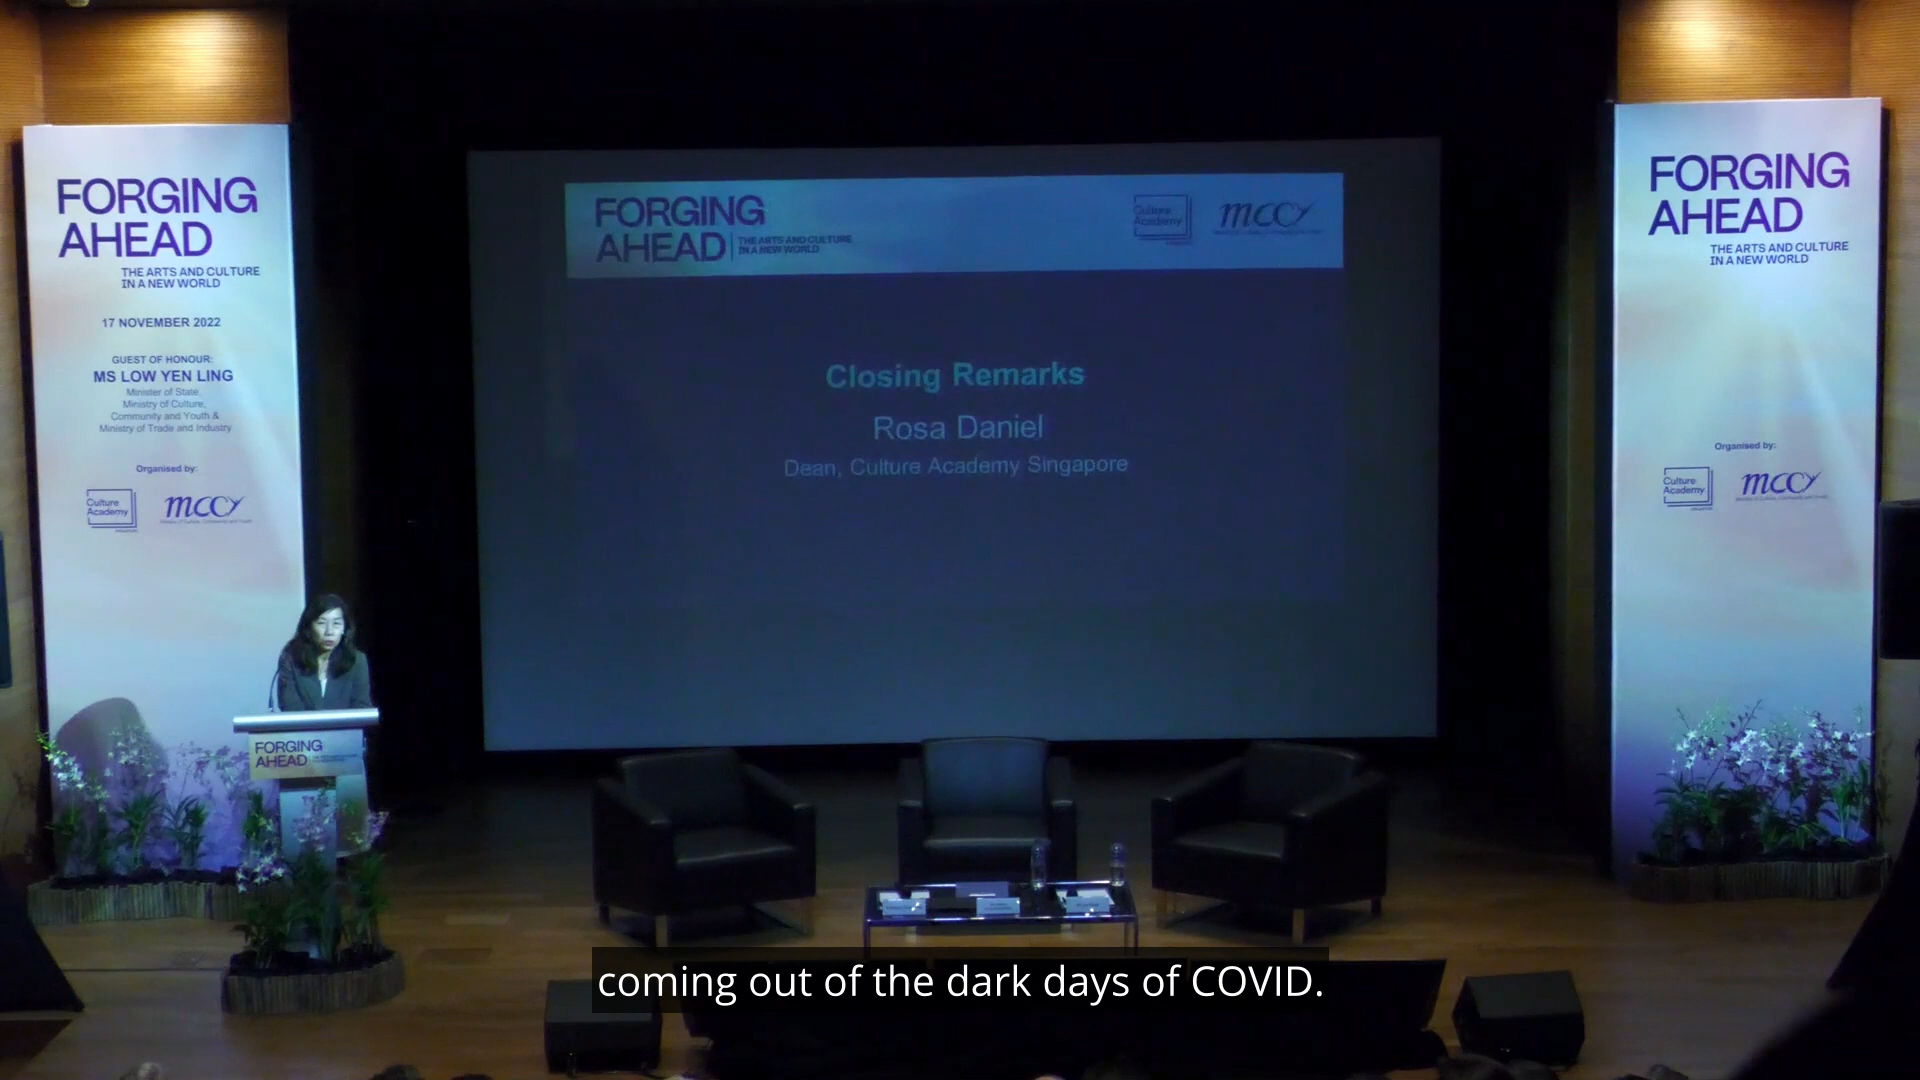 FORGING
AHEAD
THE ARTS AND CULTURE
IN A NEW WORLD
17 NOVEMBER 2022
GUEST OF HONOUR:
MS LOW YEN LING
Minister of State,
Ministry of Culture,
Community and Youth &
Ministry of Trade and Industry
Organised by:
Culture
Academy
mccy
FORGING
AHEAD
THE ARTS AND CULTURE
IN A NEW WORLD
Culture
Academy
mccy
Closing Remarks
Rosa Daniel
Dean, Culture Academy Singapore
FORGING
AHEAD
THE ARTS AND CULTURE
IN A NEW WORLD
Organised by:
Culture
Academy
mccy
FORGING
AHEAD
coming out of the dark days of COVID.